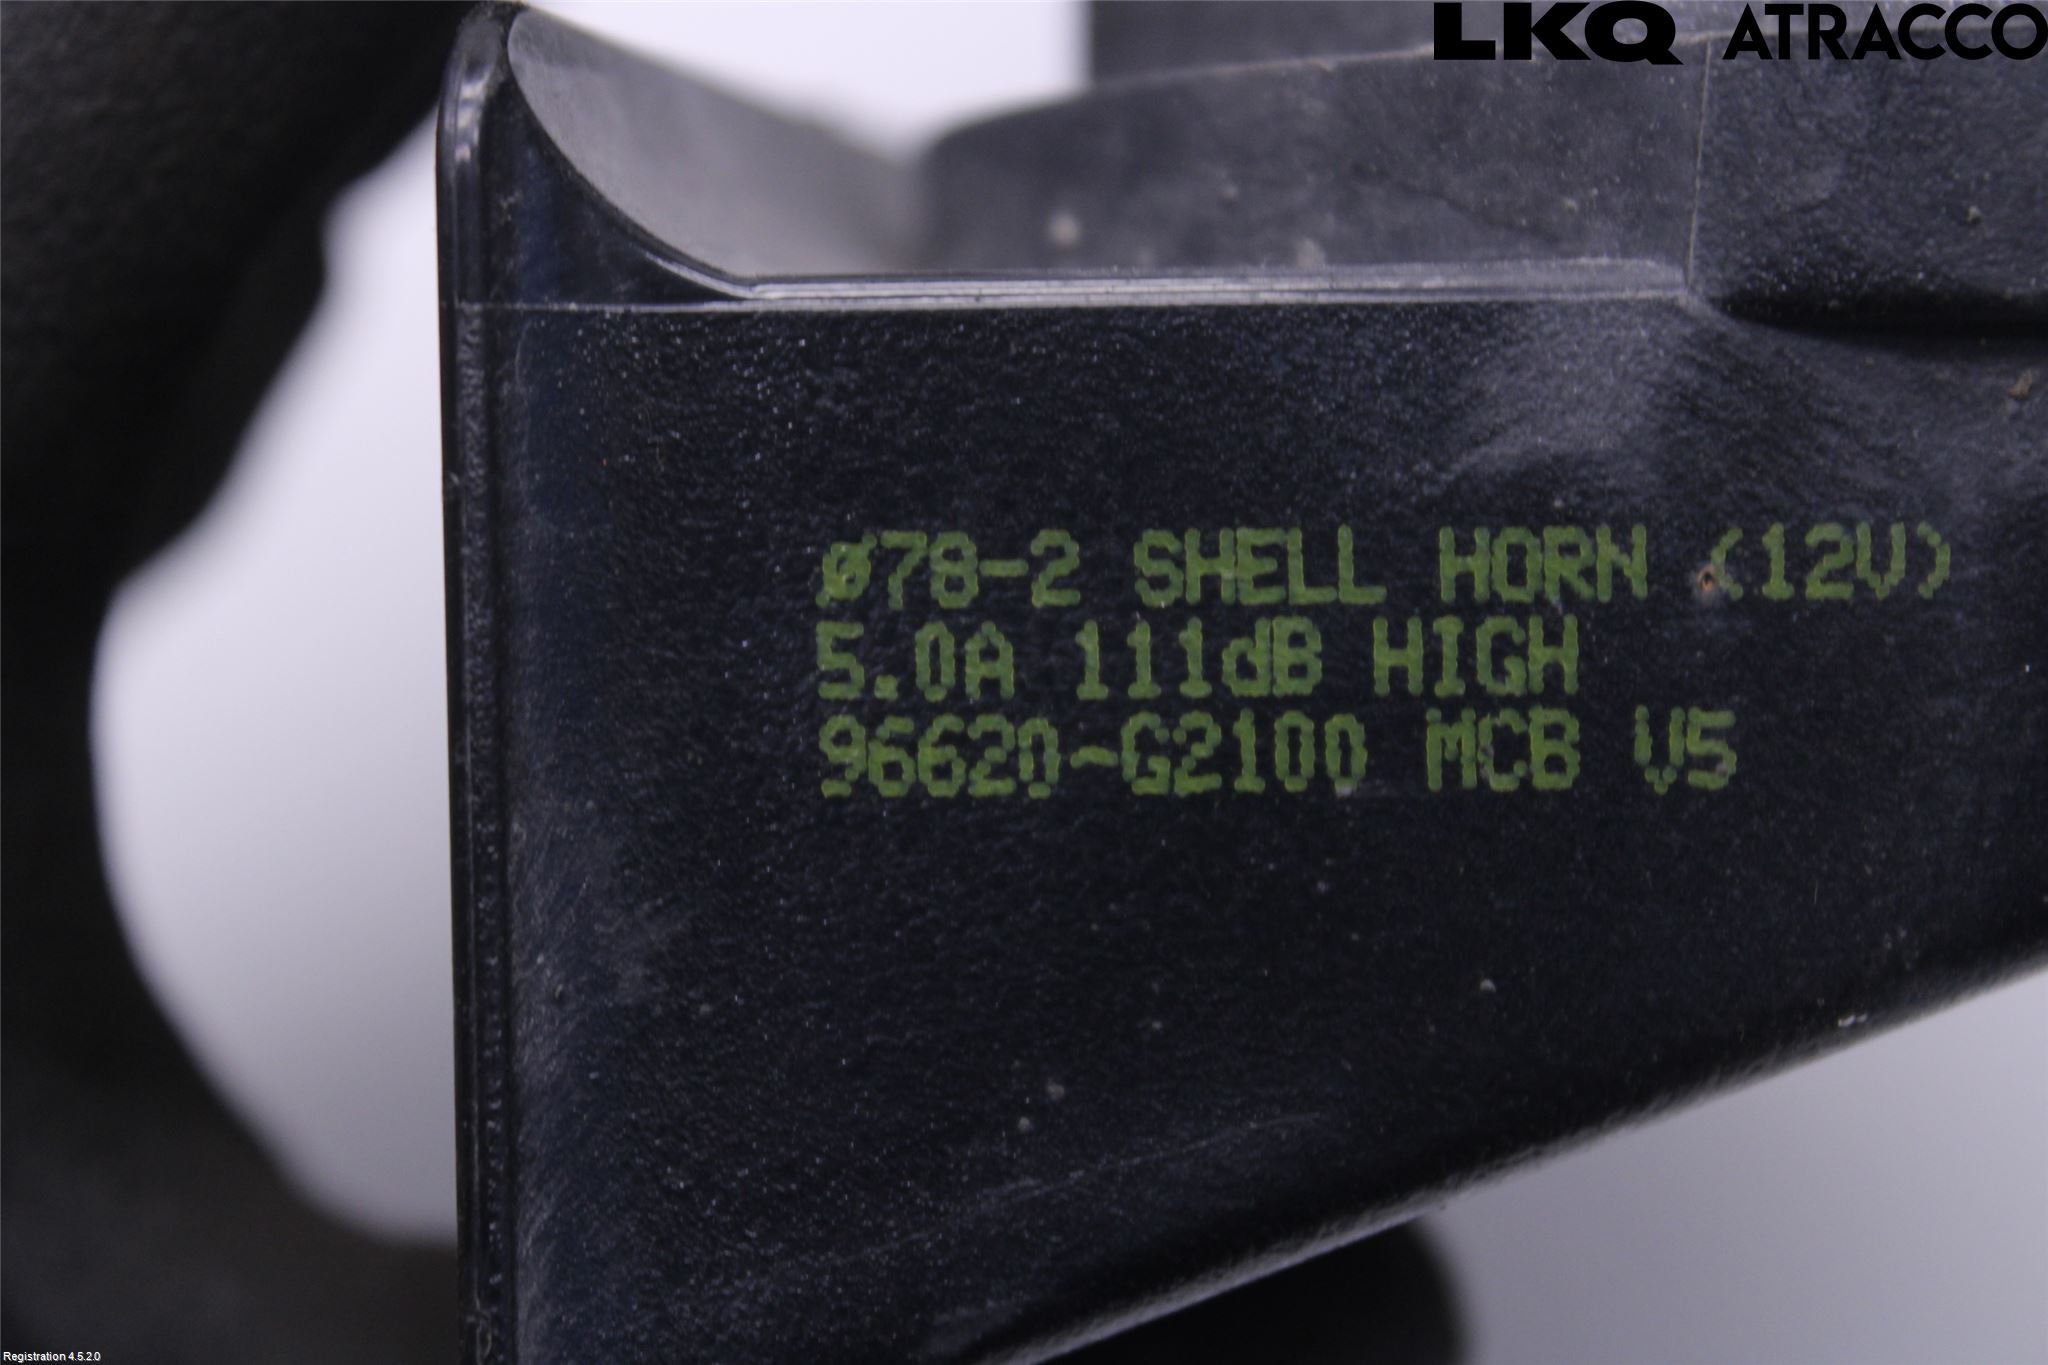 LKQ ATRACCO
Ø78-2 SHELL HORN (12V)
5.0A 111dB HIGH
96620-G2100 MCB V5
Registration 4.5.2.0